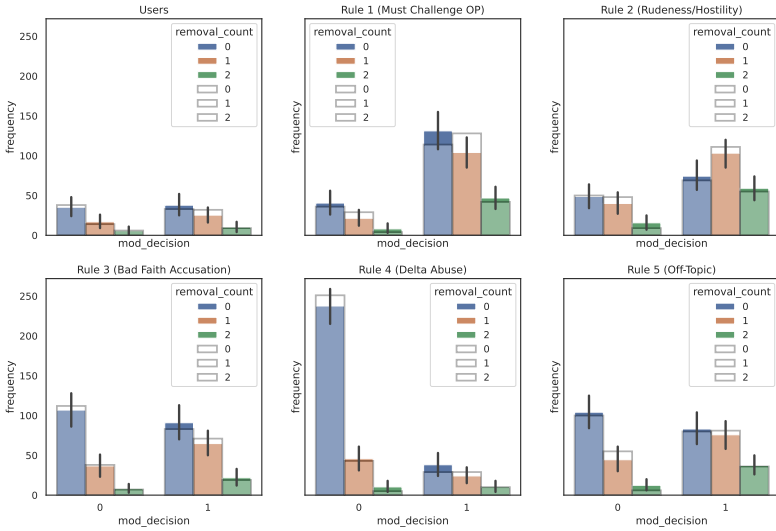 Users
Rule 1 (Must Challenge OP)
Rule 2 (Rudeness/Hostility)
frequency
250
200
150
100
50
0
removal_count
0
1
2
0
1
2
mod_decision
frequency
removal_count
0
1
2
0
1
2
mod_decision
frequency
removal_count
0
1
2
0
1
2
mod_decision
Rule 3 (Bad Faith Accusation)
Rule 4 (Delta Abuse)
Rule 5 (Off-Topic)
frequency
250
200
150
100
50
0
removal_count
0
1
2
0
1
2
0
1
mod_decision
frequency
removal_count
0
1
2
0
1
2
0
1
mod_decision
frequency
removal_count
0
1
2
0
1
2
0
1
mod_decision